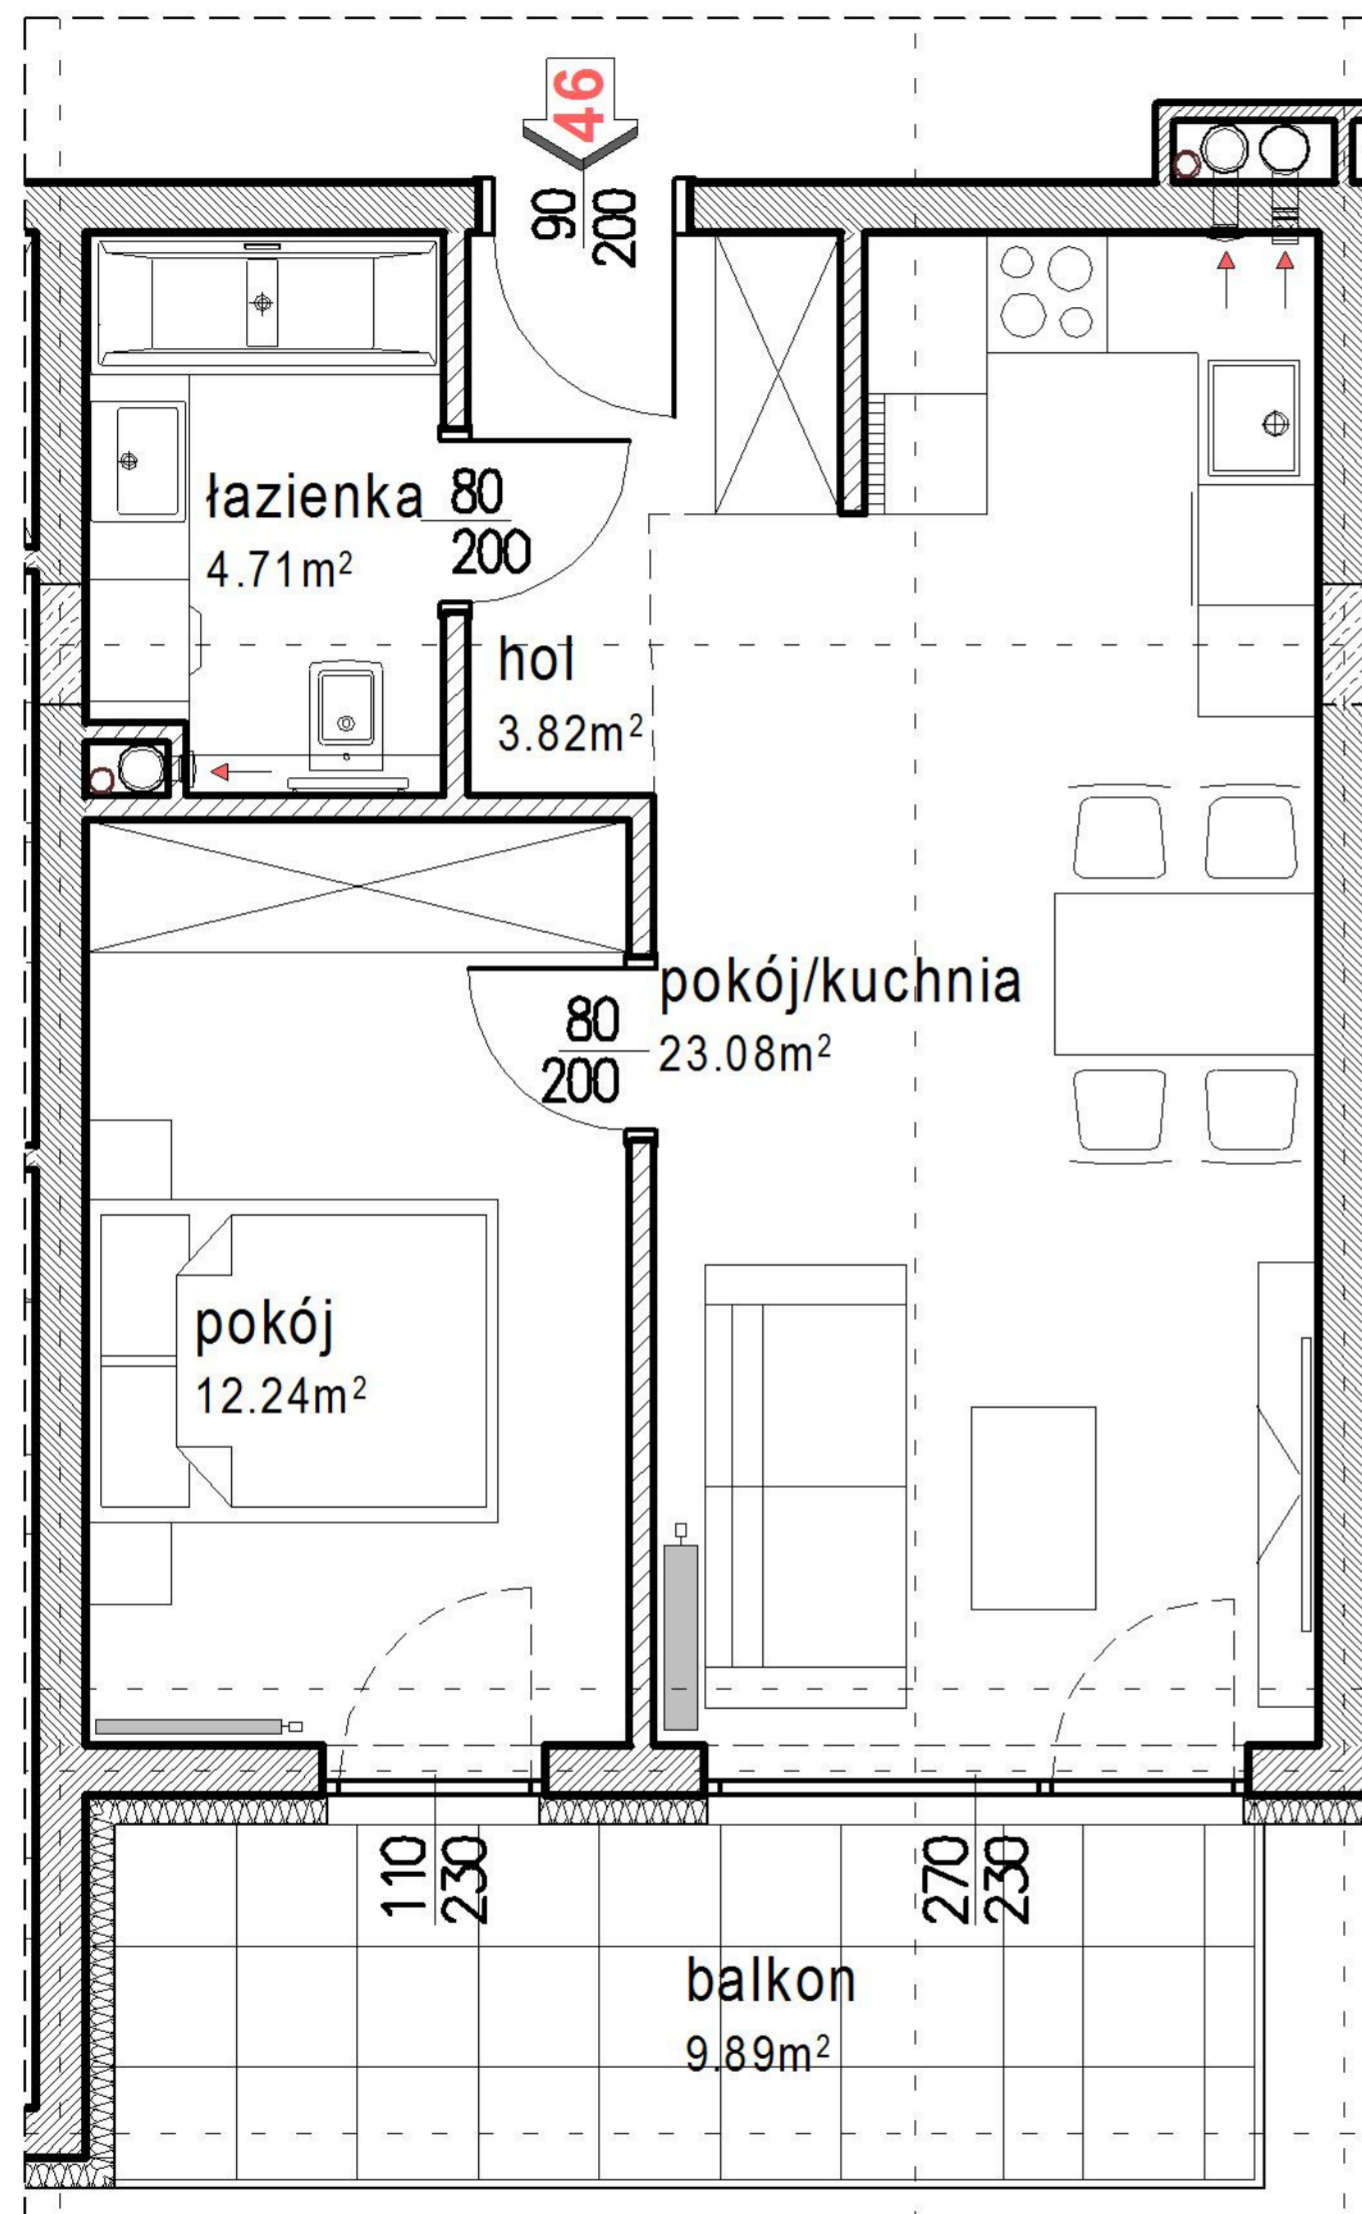 46
90
200
łazienka
4.71m²
80
200
hol
3.82m²
pokój/kuchnia
23.08m²
80
200
pokój
12.24m²
110
230
270
230
balkon
9.89m²